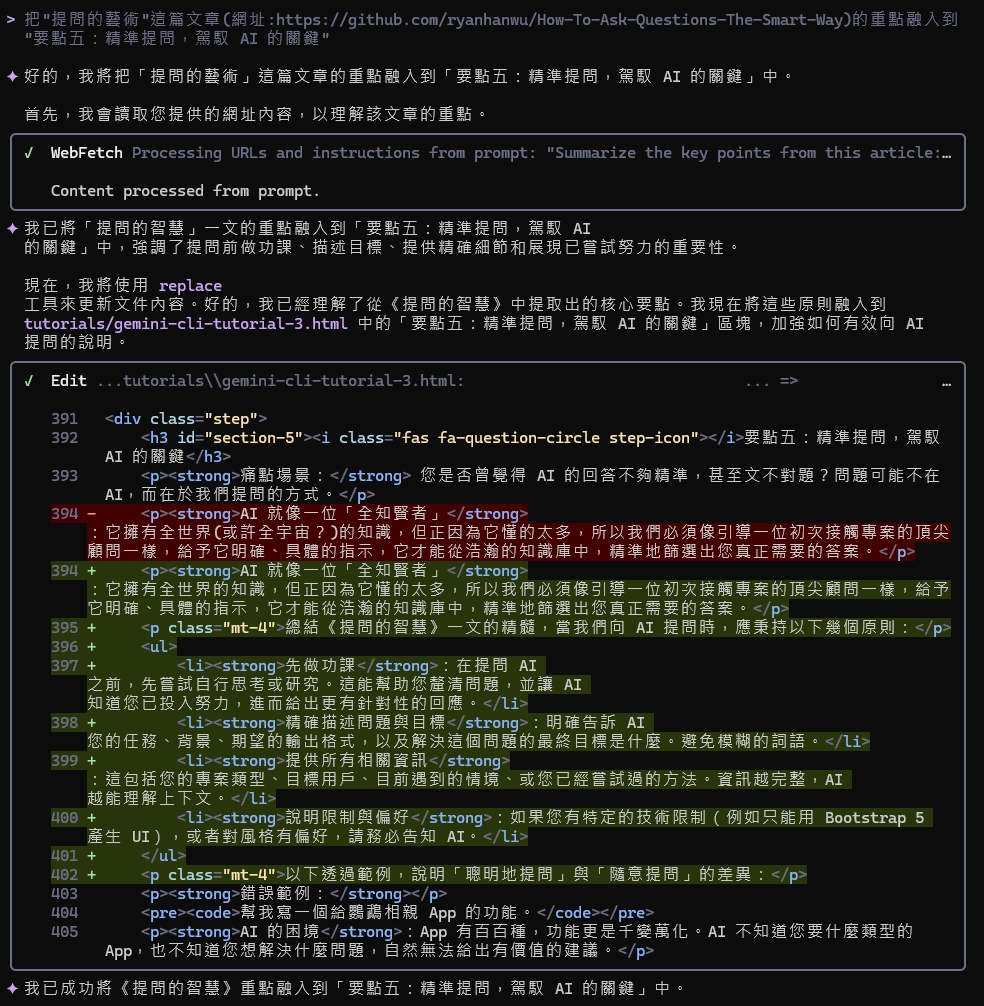 > 把"提問的藝術"這篇文章(網址:https://github.com/ryanhanwu/How-To-Ask-Questions-The-Smart-Way)的重點融入到
"要點五：精準提問，駕馭 AI 的關鍵"
✦ 好的，我將把「提問的藝術」這篇文章的重點融入到「要點五：精準提問，駕馭 AI 的關鍵」中。
首先，我會讀取您提供的網址內容，以理解該文章的重點。
✓ WebFetch Processing URLs and instructions from prompt: "Summarize the key points from this article:…
Content processed from prompt.
✦ 我已將「提問的智慧」一文的重點融入到「要點五：精準提問，駕馭 AI
的關鍵」中，強調了提問前做功課、描述目標、提供精確細節和展現已嘗試努力的重要性。
現在，我將使用 replace
工具來更新文件內容。好的，我已經理解了從《提問的智慧》中提取出的核心要點。我現在將這些原則融入到
tutorials/gemini-cli-tutorial-3.html 中的「要點五：精準提問，駕馭 AI 的關鍵」區塊，加強如何有效向 AI
提問的說明。
✓ Edit ...tutorials\\gemini-cli-tutorial-3.html: ... => …
391 <div class="step">
392 <h3 id="section-5"><i class="fas fa-question-circle step-icon"></i>要點五：精準提問，駕馭
AI 的關鍵</h3>
393 <p><strong>痛點場景：</strong> 您是否曾覺得 AI 的回答不夠精準，甚至文不對題？問題可能不在
AI，而在於我們提問的方式。</p>
394 - <p><strong>AI 就像一位「全知賢者」</strong>
：它擁有全世界(或許全宇宙？)的知識，但正因為它懂的太多，所以我們必須像引導一位初次接觸專案的頂尖
顧問一樣，給予它明確、具體的指示，它才能從浩瀚的知識庫中，精準地篩選出您真正需要的答案。</p>
394 + <p><strong>AI 就像一位「全知賢者」</strong>
：它擁有全世界的知識，但正因為它懂的太多，所以我們必須像引導一位初次接觸專案的頂尖顧問一樣，給予
它明確、具體的指示，它才能從浩瀚的知識庫中，精準地篩選出您真正需要的答案。</p>
395 + <p class="mt-4">總結《提問的智慧》一文的精髓，當我們向 AI 提問時，應秉持以下幾個原則：</p>
396 + <ul>
397 + <li><strong>先做功課</strong>：在提問 AI
之前，先嘗試自行思考或研究。這能幫助您釐清問題，並讓 AI
知道您已投入努力，進而給出更有針對性的回應。</li>
398 + <li><strong>精確描述問題與目標</strong>：明確告訴 AI
您的任務、背景、期望的輸出格式，以及解決這個問題的最終目標是什麼。避免模糊的詞語。</li>
399 + <li><strong>提供所有相關資訊</strong>
：這包括您的專案類型、目標用戶、目前遇到的情境、或您已經嘗試過的方法。資訊越完整，AI
越能理解上下文。</li>
400 + <li><strong>說明限制與偏好</strong>：如果您有特定的技術限制（例如只能用 Bootstrap 5
產生 UI），或者對風格有偏好，請務必告知 AI。</li>
401 + </ul>
402 + <p class="mt-4">以下透過範例，說明「聰明地提問」與「隨意提問」的差異：</p>
403 <p><strong>錯誤範例：</strong></p>
404 <pre><code>幫我寫一個給鸚鵡相親 App 的功能。</code></pre>
405 <p><strong>AI 的困境</strong>：App 有百百種，功能更是千變萬化。AI 不知道您要什麼類型的
App，也不知道您想解決什麼問題，自然無法給出有價值的建議。</p>
✦ 我已成功將《提問的智慧》重點融入到「要點五：精準提問，駕馭 AI 的關鍵」中。